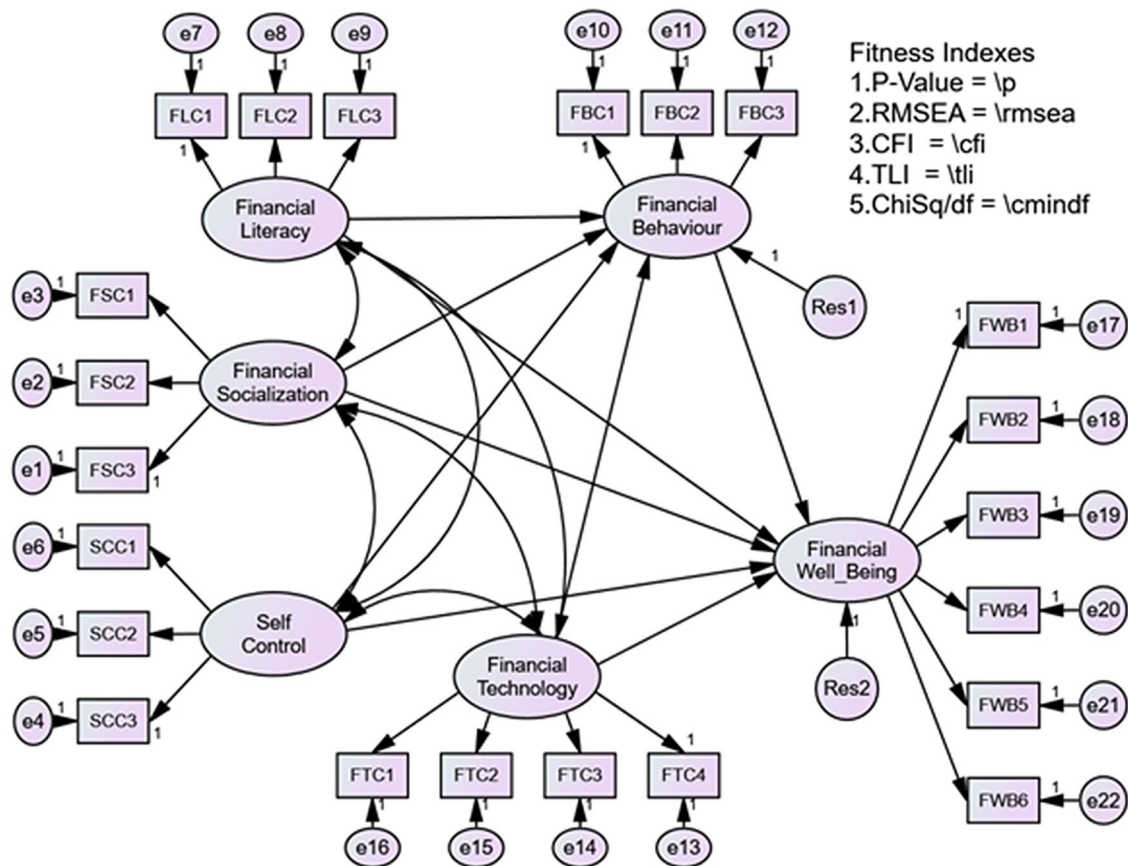 e7
e8
e9
1
1
1
FLC1
FLC2
FLC3
1
Financial
Literacy
e10
e11
e12
1
1
1
FBC1
FBC2
FBC3
1
Financial
Behaviour
Fitness Indexes
1.P-Value = \p
2.RMSEA = \rmsea
3.CFI = \cfi
4.TLI = \tli
5.ChiSq/df = \cmindf
1
Res1
e3
1
FSC1
e2
1
FSC2
e1
1
FSC3
1
Financial
Socialization
e6
1
SCC1
e5
1
SCC2
e4
1
SCC3
1
Self
Control
Financial
Technology
1
FTC1
FTC2
FTC3
FTC4
1
1
1
1
e16
e15
e14
e13
Financial
Well_Being
1
Res2
1
FWB1
1
e17
FWB2
1
e18
FWB3
1
e19
FWB4
1
e20
FWB5
1
e21
FWB6
1
e22